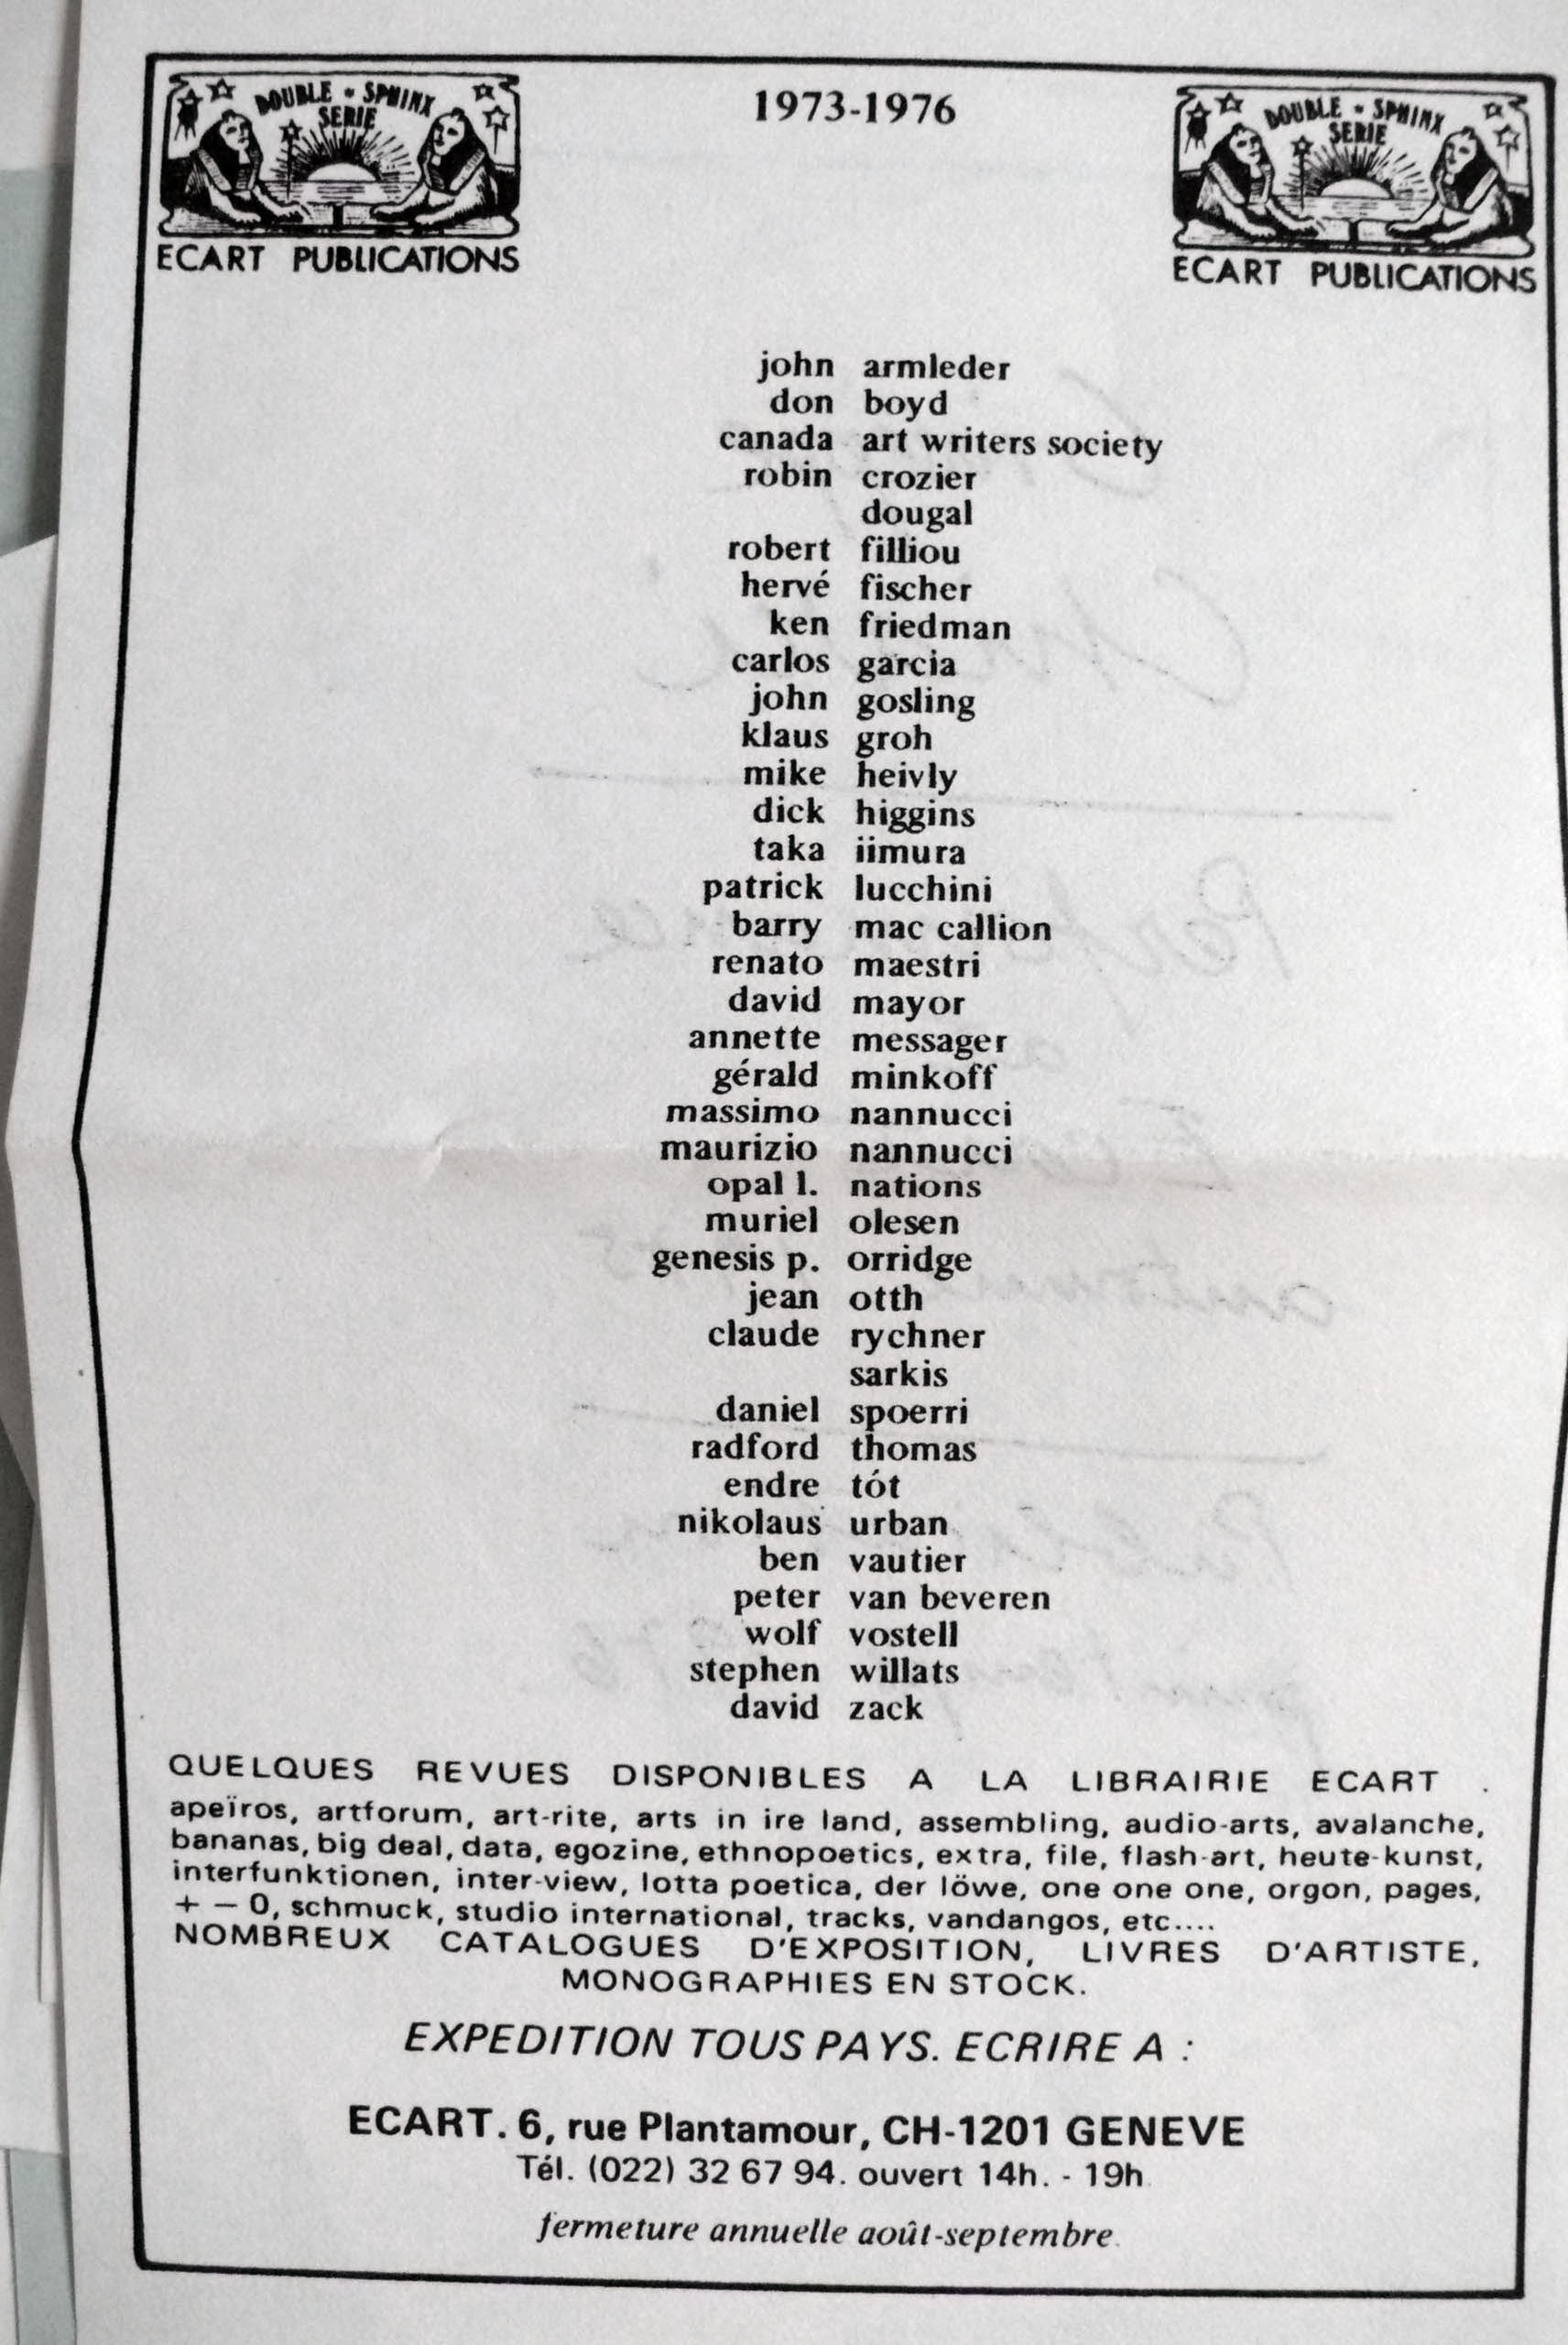 DOUBLE - SPHINX
SERIE
ECART PUBLICATIONS
1973-1976
DOUBLE - SPHINX
SERIE
ECART PUBLICATIONS
john armleder
don boyd
canada art writers society
robin crozier
dougal
robert filliou
hervé fischer
ken friedman
carlos garcia
john gosling
klaus groh
mike heivly
dick higgins
taka iimura
patrick lucchini
barry mac callion
renato maestri
david mayor
annette messager
gérald minkoff
massimo nannucci
maurizio nannucci
opal l. nations
muriel olesen
genesis p. orridge
jean otth
claude rychner
sarkis
daniel spoerri
radford thomas
endre tót
nikolaus urban
ben vautier
peter van beveren
wolf vostell
stephen willats
david zack
QUELQUES REVUES DISPONIBLES A LA LIBRAIRIE ECART .
apeïros, artforum, art-rite, arts in ire land, assembling, audio-arts, avalanche,
bananas, big deal, data, egozine, ethnopoetics, extra, file, flash-art, heute-kunst,
interfunktionen, inter-view, lotta poetica, der löwe, one one one, orgon, pages,
+ — 0, schmuck, studio international, tracks, vandangos, etc....
NOMBREUX CATALOGUES D'EXPOSITION, LIVRES D'ARTISTE,
MONOGRAPHIES EN STOCK.
EXPEDITION TOUS PAYS. ECRIRE A :
ECART. 6, rue Plantamour, CH-1201 GENEVE
Tél. (022) 32 67 94. ouvert 14h. - 19h.
fermeture annuelle août-septembre.